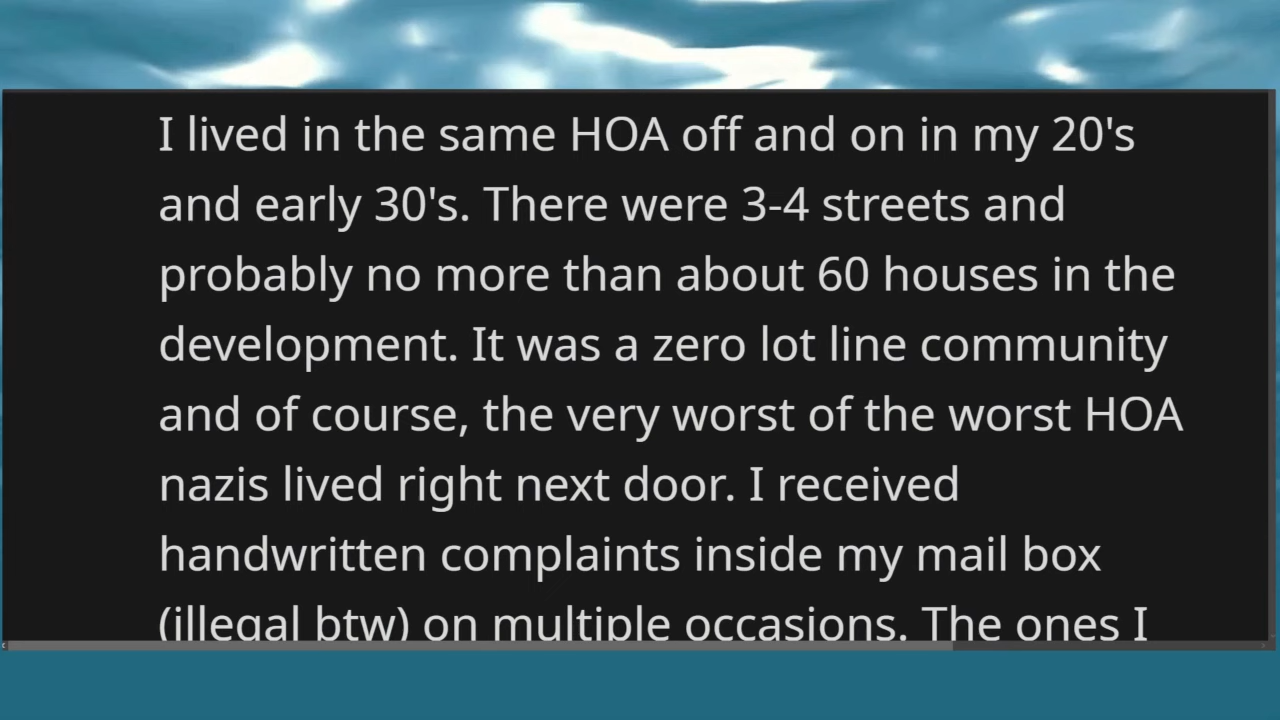 I lived in the same HOA off and on in my 20's
and early 30's. There were 3-4 streets and
probably no more than about 60 houses in the
development. It was a zero lot line community
and of course, the very worst of the worst HOA
nazis lived right next door. I received
handwritten complaints inside my mail box
(illegal btw) on multiple occasions. The ones I